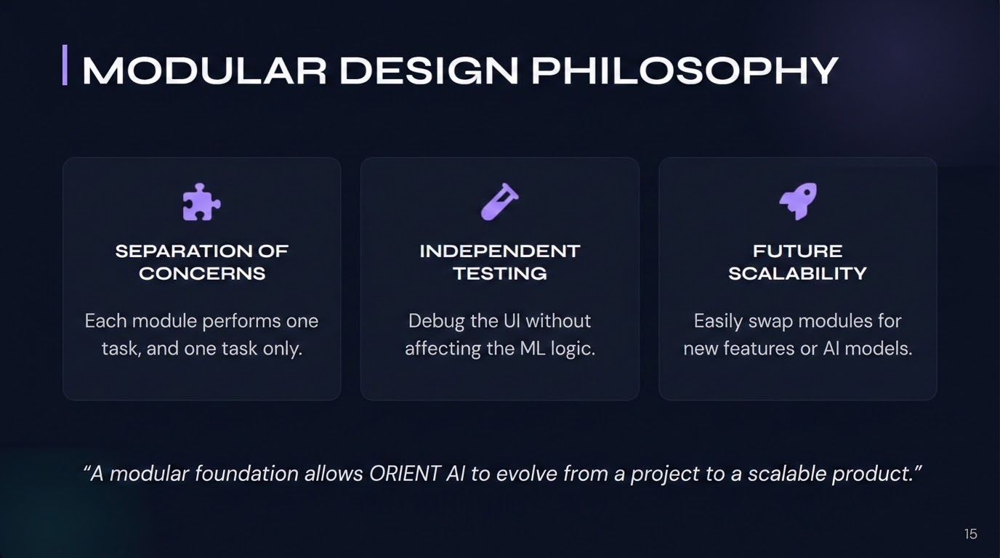 MODULAR DESIGN PHILOSOPHY
SEPARATION OF
CONCERNS
Each module performs one
task, and one task only.
INDEPENDENT
TESTING
Debug the UI without
affecting the ML logic.
FUTURE
SCALABILITY
Easily swap modules for
new features or AI models.
“A modular foundation allows ORIENT AI to evolve from a project to a scalable product.”
15